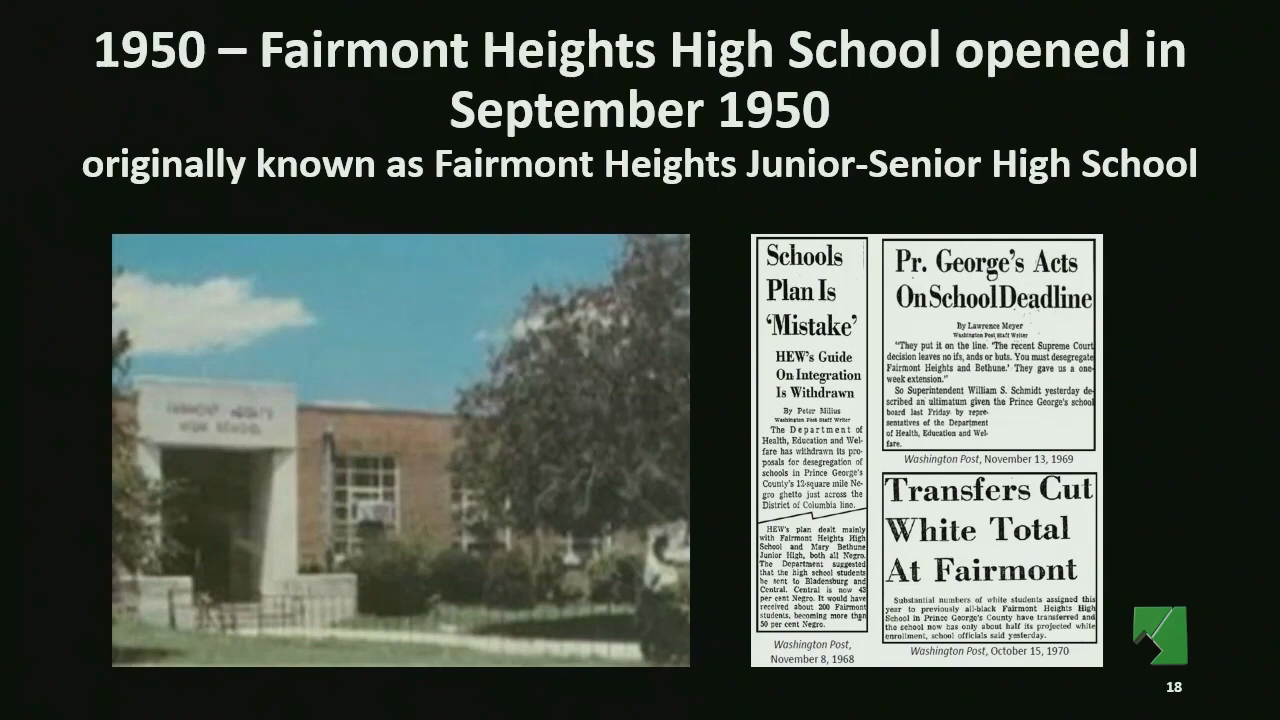 1950 – Fairmont Heights High School opened in
September 1950
originally known as Fairmont Heights Junior-Senior High School
Schools
Plan Is
‘Mistake’
HEW’s Guide
On Integration
Is Withdrawn
By Peter Milius
Washington Post Staff Writer
The Department of
Health, Education and Wel-
fare has withdrawn its pro-
posals for desegregation of
schools in Prince George’s
County’s 12-square mile Ne-
gro ghetto just across the
District of Columbia line.
HEW’s plan dealt mainly
with Fairmont Heights High
School and Mary Bethune
Junior High, both all Negro.
The Department suggested
that the high school students
be sent to Bladensburg and
Central. Central is now 43
per cent Negro. It would have
received about 200 Fairmont
students, becoming more than
50 per cent Negro.
Washington Post,
November 8, 1968
Pr. George’s Acts
On School Deadline
By Lawrence Meyer
Washington Post Staff Writer
“They put it on the line. ‘The recent Supreme Court
decision leaves no ifs, ands or buts. You must desegregate
Fairmont Heights and Bethune.’ They gave us a one-
week extension.”
So Superintendent William S. Schmidt yesterday de-
scribed an ultimatum given the Prince George’s school
board last Friday by repre-
sentatives of the Department
of Health, Education and Wel-
fare.
Washington Post, November 13, 1969
Transfers Cut
White Total
At Fairmont
Substantial numbers of white students assigned this
year to previously all-black Fairmont Heights High
School in Prince George’s County have transferred and
the school now has only about half its projected white
enrollment, school officials said yesterday.
Washington Post, October 15, 1970
18